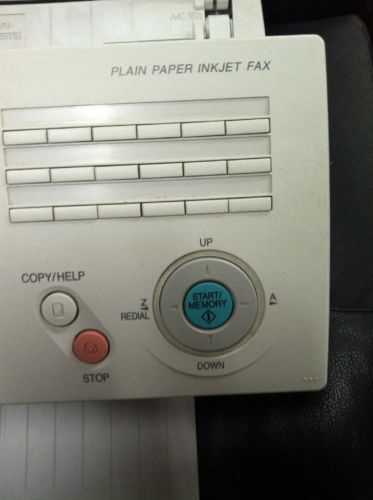 PLAIN PAPER INKJET FAX
UP
COPY/HELP
START/
MEMORY
Z
A
REDIAL
STOP
DOWN